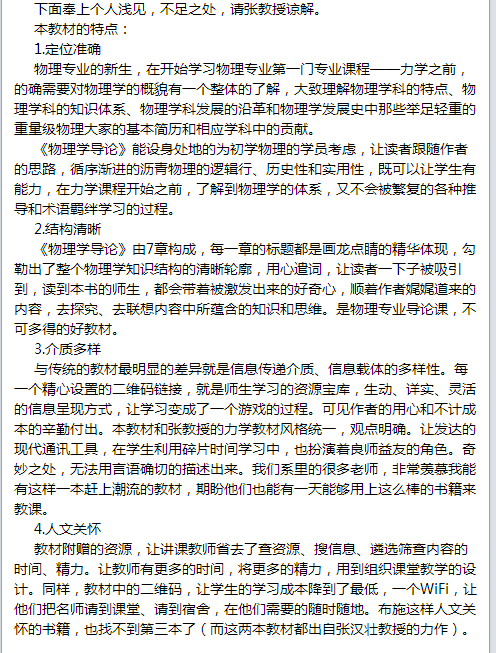 下面奉上个人浅见，不足之处，请张教授谅解。
本教材的特点：
1.定位准确
物理专业的新生，在开始学习物理专业第一门专业课程——力学之前，
的确需要对物理学的概貌有一个整体的了解，大致理解物理学科的特点、物
理学科的知识体系、物理学科发展的沿革和物理学发展史中那些举足轻重的
重量级物理大家的基本简历和相应学科中的贡献。
《物理学导论》能设身处地的为初学物理的学员考虑，让读者跟随作者
的思路，循序渐进的沥青物理的逻辑行、历史性和实用性，既可以让学生有
能力，在力学课程开始之前，了解到物理学的体系，又不会被繁复的各种推
导和术语羁绊学习的过程。
2.结构清晰
《物理学导论》由7章构成，每一章的标题都是画龙点睛的精华体现，勾
勒出了整个物理学知识结构的清晰轮廓，用心遣词，让读者一下子被吸引
到，读到本书的师生，都会带着被激发出来的好奇心，顺着作者娓娓道来的
内容，去探究、去联想内容中所蕴含的知识和思维。是物理专业导论课，不
可多得的好教材。
3.介质多样
与传统的教材最明显的差异就是信息传递介质、信息载体的多样性。每
一个精心设置的二维码链接，就是师生学习的资源宝库，生动、详实、灵活
的信息呈现方式，让学习变成了一个游戏的过程。可见作者的用心和不计成
本的辛勤付出。本教材和张教授的力学教材风格统一，观点明确。让发达的
现代通讯工具，在学生利用碎片时间学习中，也扮演着良师益友的角色。奇
妙之处，无法用言语确切的描述出来。我们系里的很多老师，非常羡慕我能
有这样一本赶上潮流的教材，期盼他们也能有一天能够用上这么棒的书籍来
教课。
4.人文关怀
教材附赠的资源，让讲课教师省去了查资源、搜信息、遴选筛查内容的
时间、精力。让教师有更多的时间，将更多的精力，用到组织课堂教学的设
计。同样，教材中的二维码，让学生的学习成本降到了最低，一个WiFi，让
他们把名师请到课堂、请到宿舍，在他们需要的随时随地。布施这样人文关
怀的书籍，也找不到第三本了（而这两本教材都出自张汉壮教授的力作）。